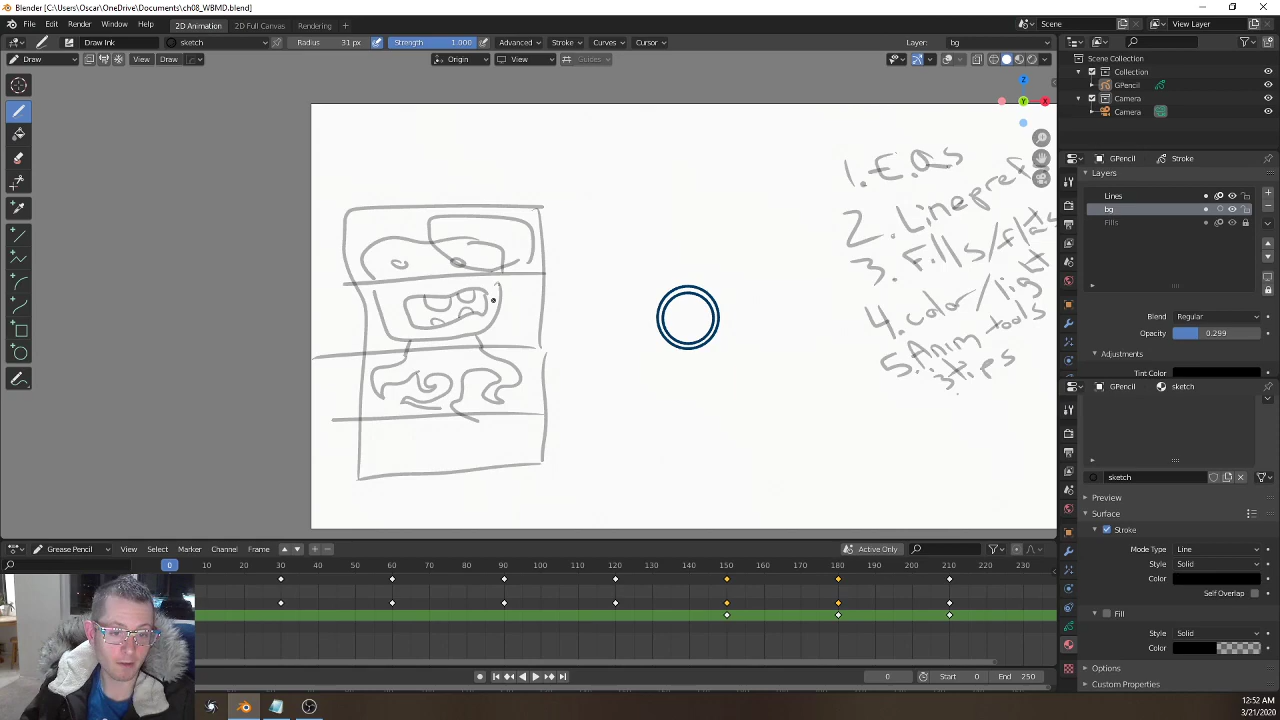 Blender [C:\Users\Oscar\OneDrive\Documents\ch08_WBMD.blend]
File Edit Render Window Help 2D Animation 2D Full Canvas Rendering + Scene View Layer
Draw Ink sketch Radius 31 px Strength 1.000 Advanced Stroke Curves Cursor Layer: bg
Draw View Draw Origin View Guides
Scene Collection
Collection
GPencil
Camera
Camera
GPencil Stroke
Layers
Lines
bg
Fills
Blend Regular
Opacity 0.299
Adjustments
Tint Color
GPencil sketch
sketch
Preview
Surface
Stroke
Mode Type Line
Style Solid
Color
Self Overlap
Fill
Style Solid
Color
Options
Custom Properties
1. E.Q's
2. Lineprefs
3. Fills/flats
4. color/light
5. Anim tools
3 tips
Grease Pencil View Select Marker Channel Frame Active Only
0 10 20 30 40 50 60 70 80 90 100 110 120 130 140 150 160 170 180 190 200 210 220 230
0 Start 0 End 250
12:52 AM
3/21/2020